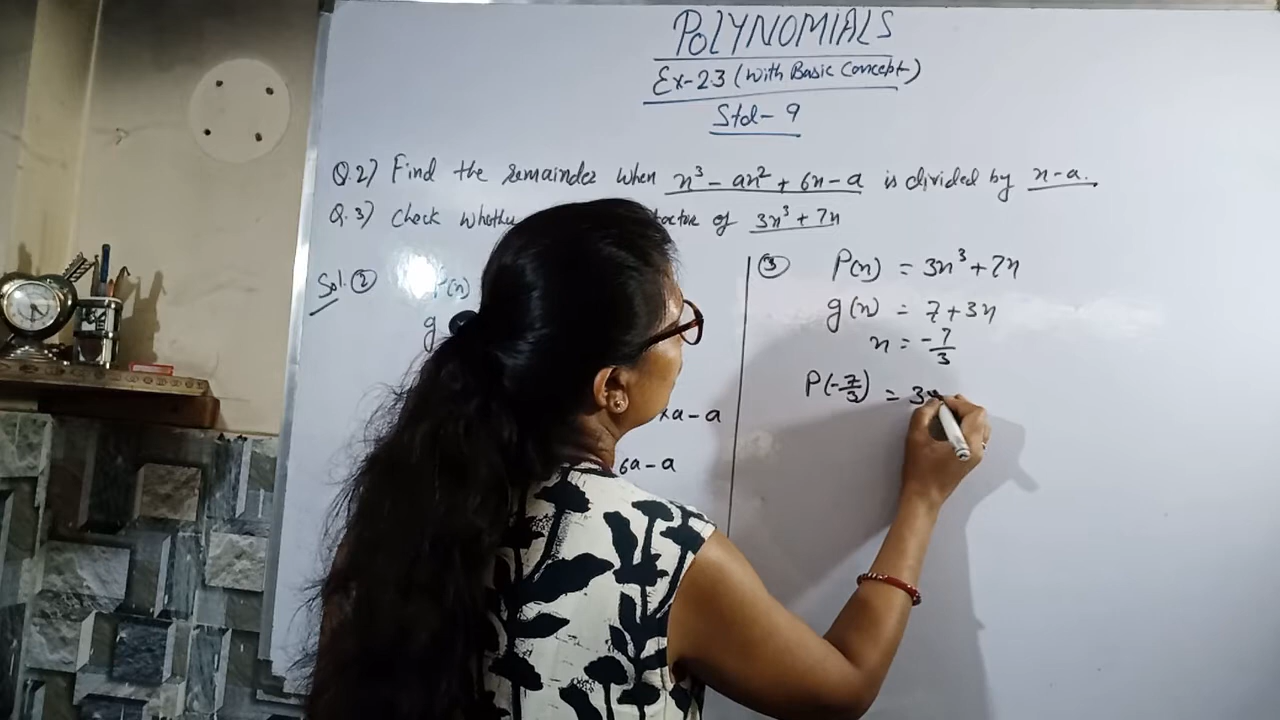 POLYNOMIALS
Ex-2.3 (With Basic Concept)
Std- 9
Q.2) Find the remainder when x³ - ax² + 6x - a is divided by x-a.
Q.3) Check whethe factor of 3x³ + 7x
Sol. ②
P(x)
g
xa - a
6a - a
③ P(x) = 3x³ + 7x
g(x) = 7 + 3x
x = -7/3
P(-7/3) = 3x